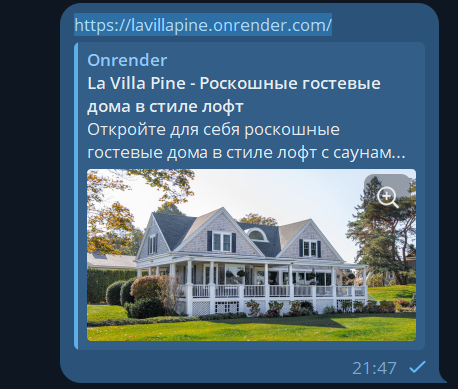 https://lavillapine.onrender.com/
Onrender
La Villa Pine - Роскошные гостевые
дома в стиле лофт
Откройте для себя роскошные
гостевые дома в стиле лофт с саунам...
21:47